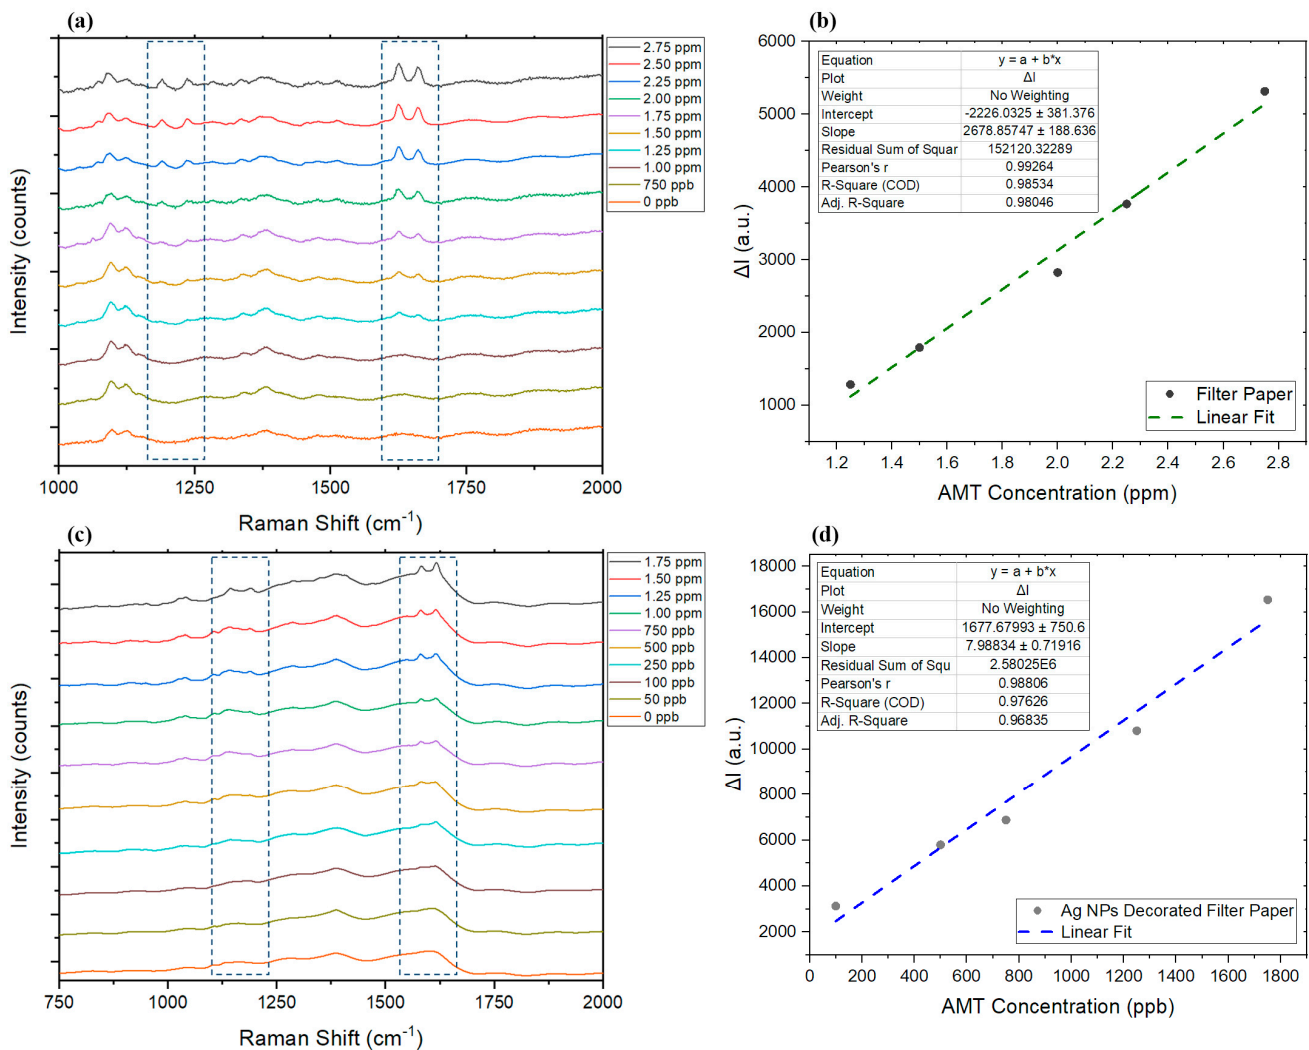 (a)
Intensity (counts)
2.75 ppm
2.50 ppm
2.25 ppm
2.00 ppm
1.75 ppm
1.50 ppm
1.25 ppm
1.00 ppm
750 ppb
0 ppb
1000 1250 1500 1750 2000
Raman Shift (cm⁻¹)
(b)
6000
5000
4000
3000
2000
1000
ΔI (a.u.)
Equation y = a + b*x
Plot ΔI
Weight No Weighting
Intercept -2226.0325 ± 381.376
Slope 2678.85747 ± 188.636
Residual Sum of Squar 152120.32289
Pearson's r 0.99264
R-Square (COD) 0.98534
Adj. R-Square 0.98046
Filter Paper
Linear Fit
1.2 1.4 1.6 1.8 2.0 2.2 2.4 2.6 2.8
AMT Concentration (ppm)
(c)
Intensity (counts)
1.75 ppm
1.50 ppm
1.25 ppm
1.00 ppm
750 ppb
500 ppb
250 ppb
100 ppb
50 ppb
0 ppb
750 1000 1250 1500 1750 2000
Raman Shift (cm⁻¹)
(d)
18000
16000
14000
12000
10000
8000
6000
4000
2000
ΔI (a.u.)
Equation y = a + b*x
Plot ΔI
Weight No Weighting
Intercept 1677.67993 ± 750.6
Slope 7.98834 ± 0.71916
Residual Sum of Squ 2.58025E6
Pearson's r 0.98806
R-Square (COD) 0.97626
Adj. R-Square 0.96835
Ag NPs Decorated Filter Paper
Linear Fit
0 200 400 600 800 1000 1200 1400 1600 1800
AMT Concentration (ppb)